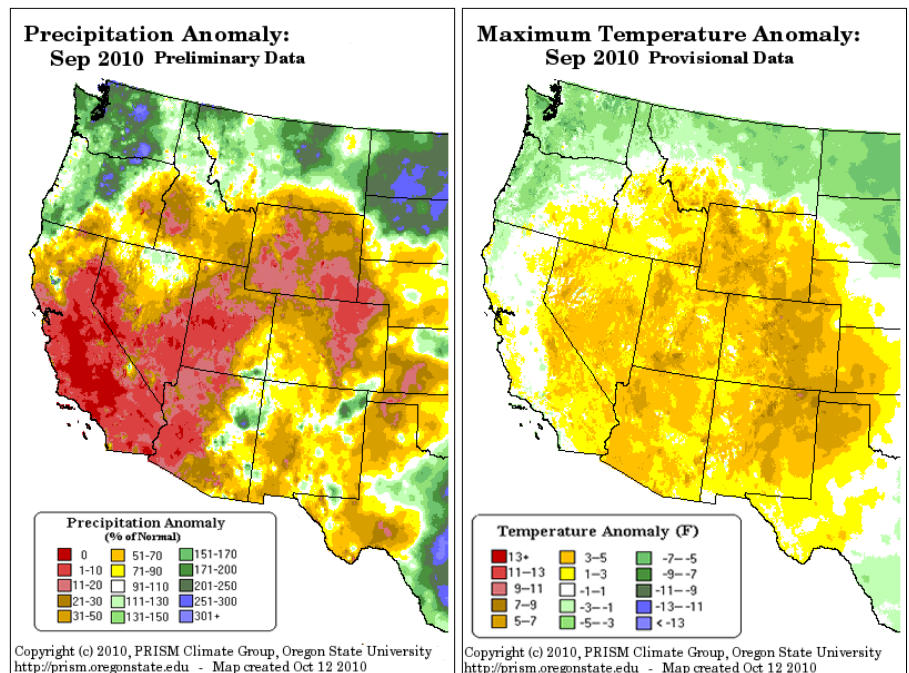 Precipitation Anomaly:
Sep 2010 Preliminary Data
Precipitation Anomaly
(% of Normal)
0 51-70 151-170
1-10 71-90 171-200
11-20 91-110 201-250
21-30 111-130 251-300
31-50 131-150 301+
Copyright (c) 2010, PRISM Climate Group, Oregon State University
http://prism.oregonstate.edu - Map created Oct 12 2010
Maximum Temperature Anomaly:
Sep 2010 Provisional Data
Temperature Anomaly (F)
13+ 3-5 -7--5
11-13 1-3 -9--7
9-11 -1-1 -11--9
7-9 -3--1 -13--11
5-7 -5--3 < -13
Copyright (c) 2010, PRISM Climate Group, Oregon State University
http://prism.oregonstate.edu - Map created Oct 12 2010